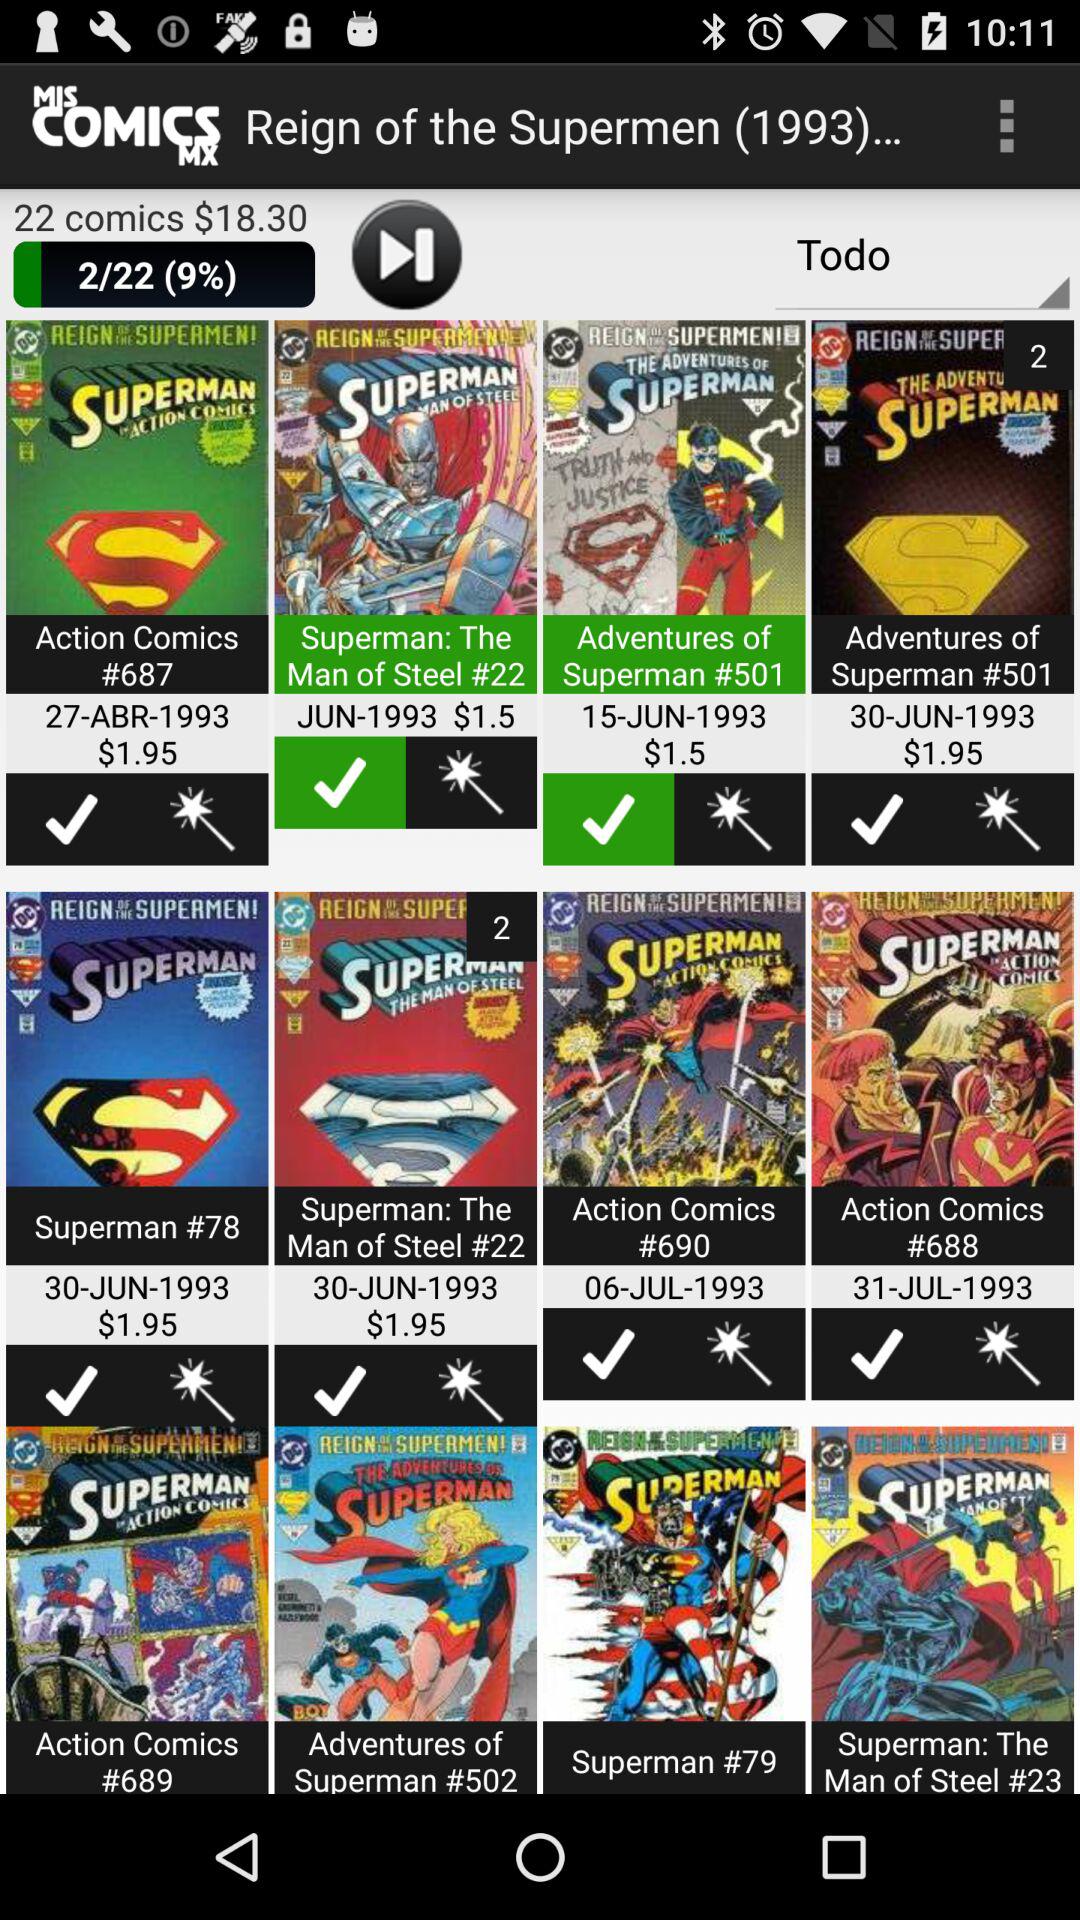 FAKE
10:11
MIS COMICS MX
Reign of the Supermen (1993)...
22 comics $18.30
2/22 (9%)
Todo
REIGN OF THE SUPERMEN!
SUPERMAN
IN ACTION COMICS
REIGN OF THE SUPERMEN!
SUPERMAN
MAN OF STEEL
22
REIGN OF THE SUPERMEN!
THE ADVENTURES OF
SUPERMAN
TRUTH AND
JUSTICE
MY
REIGN OF THE SUPER
2
THE ADVENTU
SUPERMAN
Action Comics
#687
Superman: The
Man of Steel #22
Adventures of
Superman #501
Adventures of
Superman #501
27-ABR-1993
$1.95
JUN-1993 $1.5
15-JUN-1993
$1.5
30-JUN-1993
$1.95
REIGN OF THE SUPERMEN!
SUPERMAN
78
REIGN OF THE SUPER
2
SUPERMAN
THE MAN OF STEEL
22
REIGN OF THE SUPERMEN!
SUPERMAN
IN ACTION COMICS
REIGN OF THE SUPERMEN!
SUPERMAN
IN ACTION
COMICS
Superman #78
Superman: The
Man of Steel #22
Action Comics
#690
Action Comics
#688
30-JUN-1993
$1.95
30-JUN-1993
$1.95
06-JUL-1993
31-JUL-1993
REIGN OF THE SUPERMEN!
SUPERMAN
IN ACTION COMICS
REIGN OF THE SUPERMEN!
THE ADVENTURES OF
SUPERMAN
BOY
REIGN OF THE SUPERMEN!
SUPERMAN
79
REIGN OF THE SUPERMEN!
SUPERMAN
Action Comics
#689
Adventures of
Superman #502
Superman #79
Superman: The
Man of Steel #23